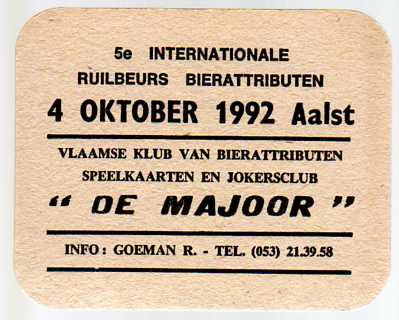 5e INTERNATIONALE
RUILBEURS BIERATTRIBUTEN
4 OKTOBER 1992 Aalst
VLAAMSE KLUB VAN BIERATTRIBUTEN
SPEELKAARTEN EN JOKERSCLUB
“ DE MAJOOR ”
INFO : GOEMAN R. - TEL. (053) 21.39.58